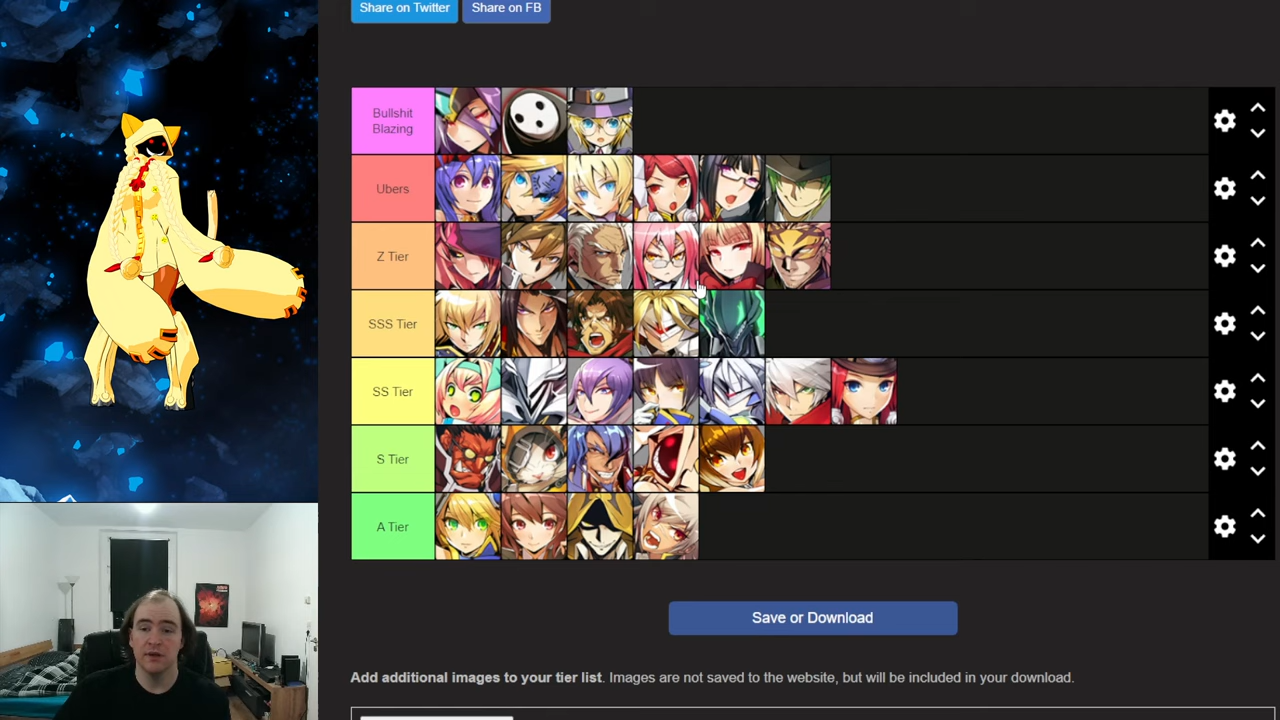 Share on Twitter
Share on FB
Bullshit
Blazing
Ubers
Z Tier
SSS Tier
SS Tier
S Tier
A Tier
Save or Download
Add additional images to your tier list. Images are not saved to the website, but will be included in your download.